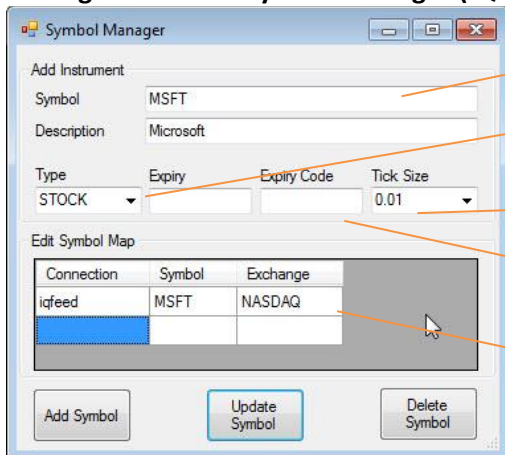 Symbol Manager
Add Instrument
Symbol MSFT
Description Microsoft
Type Expiry Expiry Code Tick Size
STOCK 0.01
Edit Symbol Map
Connection Symbol Exchange
iqfeed MSFT NASDAQ
Add Symbol Update Symbol Delete Symbol